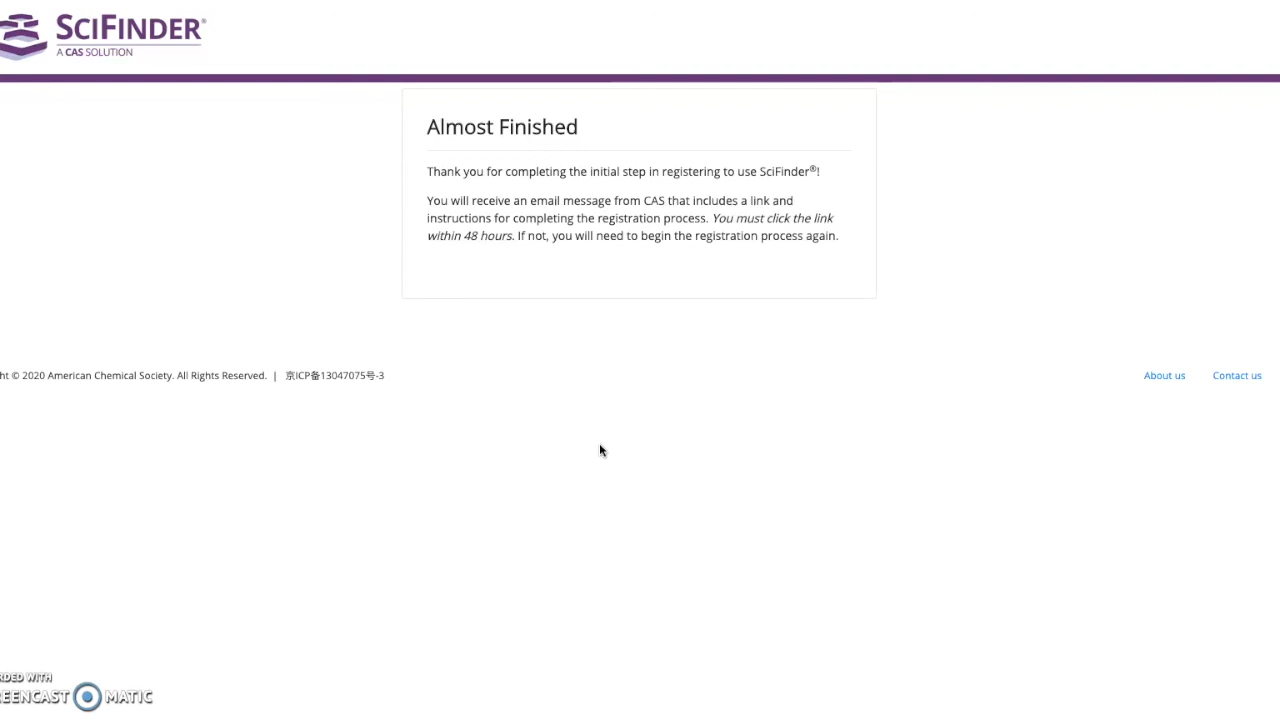 SCIFINDER®
A CAS SOLUTION
Almost Finished
Thank you for completing the initial step in registering to use SciFinder®!
You will receive an email message from CAS that includes a link and
instructions for completing the registration process. You must click the link
within 48 hours. If not, you will need to begin the registration process again.
ht © 2020 American Chemical Society. All Rights Reserved. | 京ICP备13047075号-3
About us
Contact us
RDED WITH
REENCAST MATIC